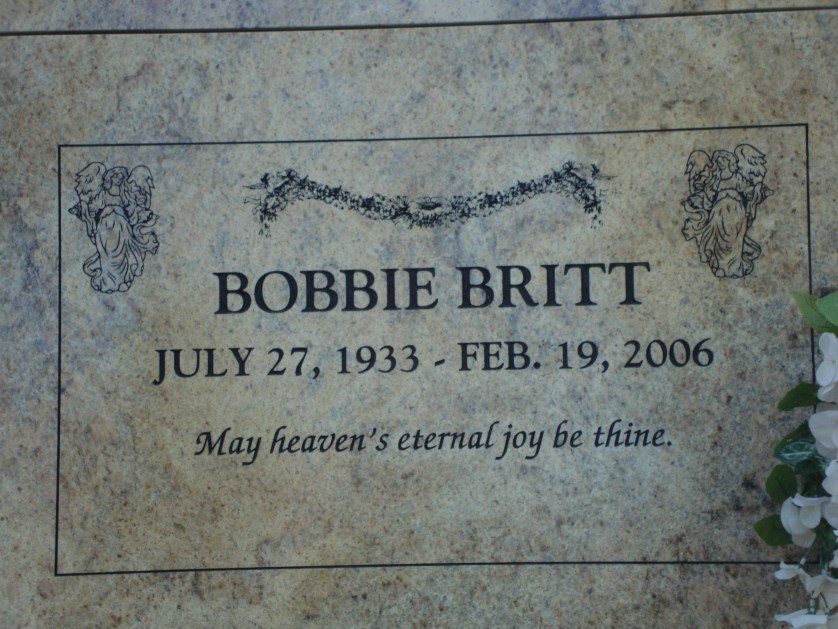 BOBBIE BRITT
JULY 27, 1933 - FEB. 19, 2006
May heaven's eternal joy be thine.